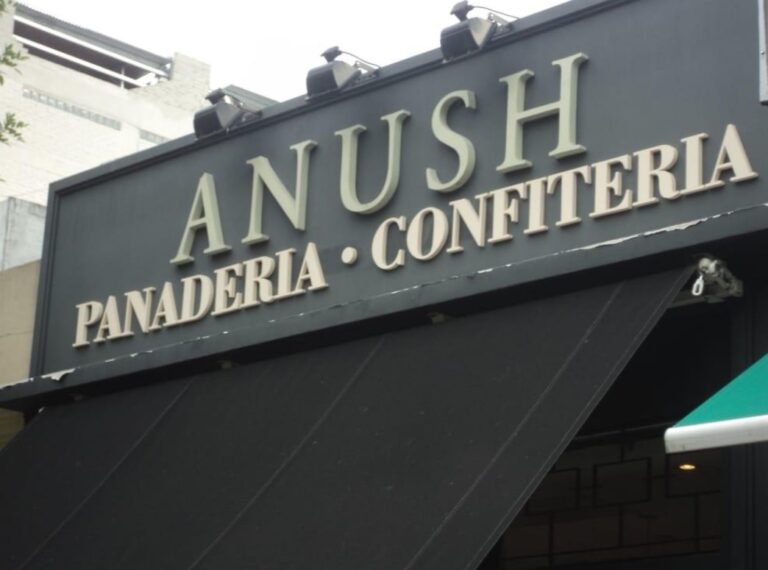 ANUSH
PANADERIA • CONFITERIA